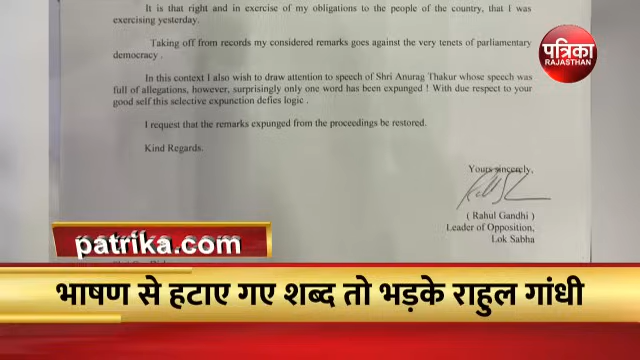 It is that right and in exercise of my obligations to the people of the country, that I was
exercising yesterday.
Taking off from records my considered remarks goes against the very tenets of parliamentary
democracy .
In this context I also wish to draw attention to speech of Shri Anurag Thakur whose speech was
full of allegations, however, surprisingly only one word has been expunged ! With due respect to your
good self this selective expunction defies logic .
I request that the remarks expunged from the proceedings be restored.
Kind Regards.
Yours sincerely,
( Rahul Gandhi )
Leader of Opposition,
Lok Sabha
पत्रिका
RAJASTHAN
patrika.com
भाषण से हटाए गए शब्द तो भड़के राहुल गांधी